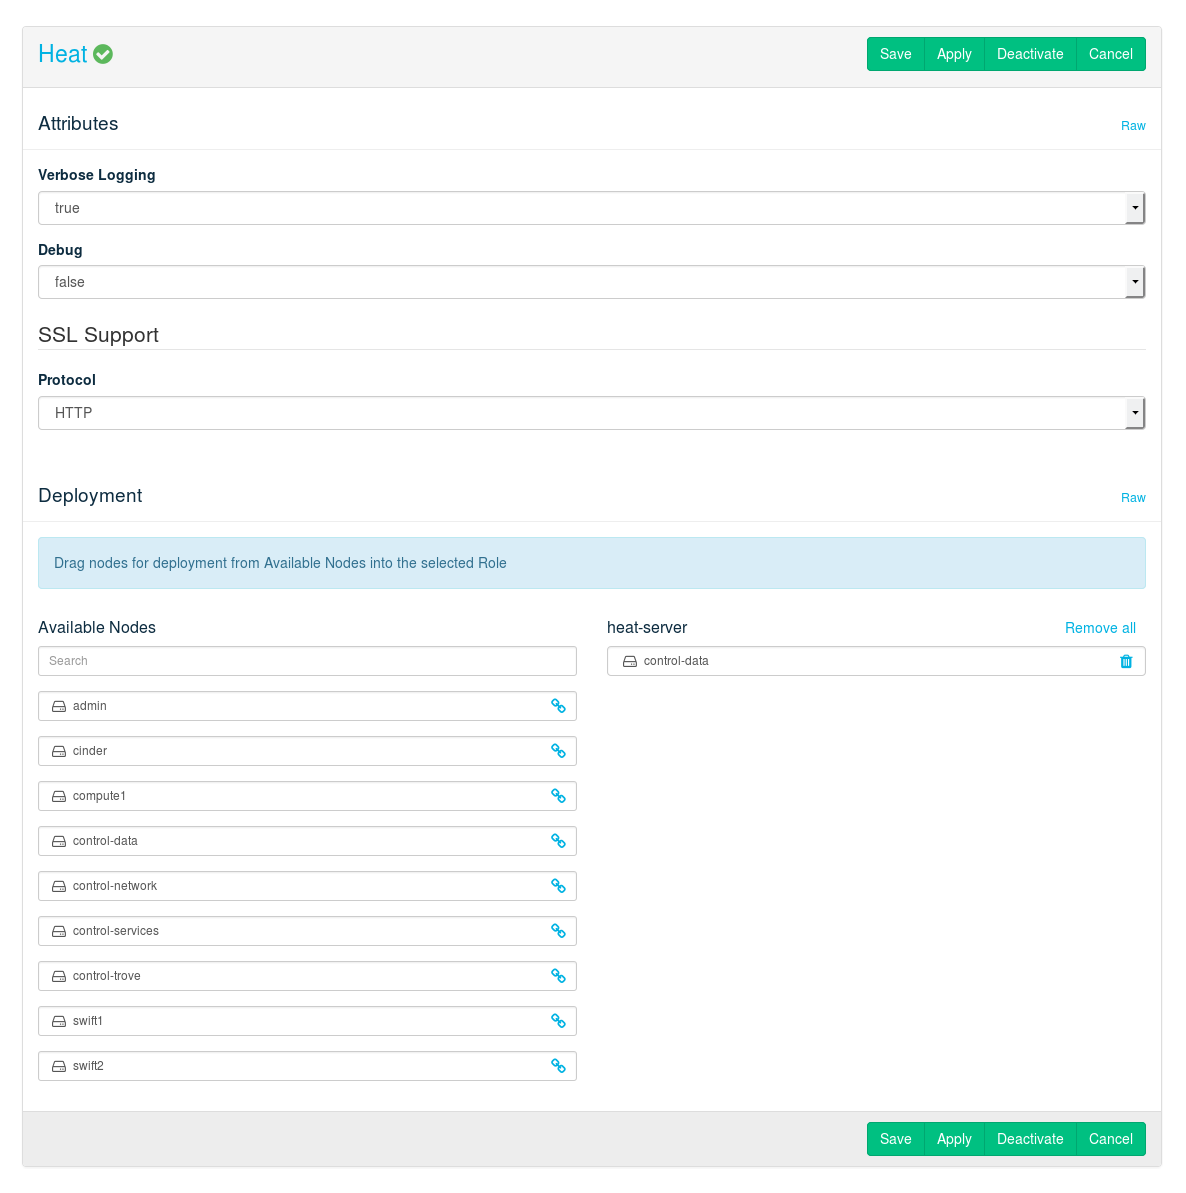 Heat
Save Apply Deactivate Cancel
Attributes
Raw
Verbose Logging
true
Debug
false
SSL Support
Protocol
HTTP
Deployment
Raw
Drag nodes for deployment from Available Nodes into the selected Role
Available Nodes
Search
admin
cinder
compute1
control-data
control-network
control-services
control-trove
swift1
swift2
heat-server
Remove all
control-data
Save Apply Deactivate Cancel